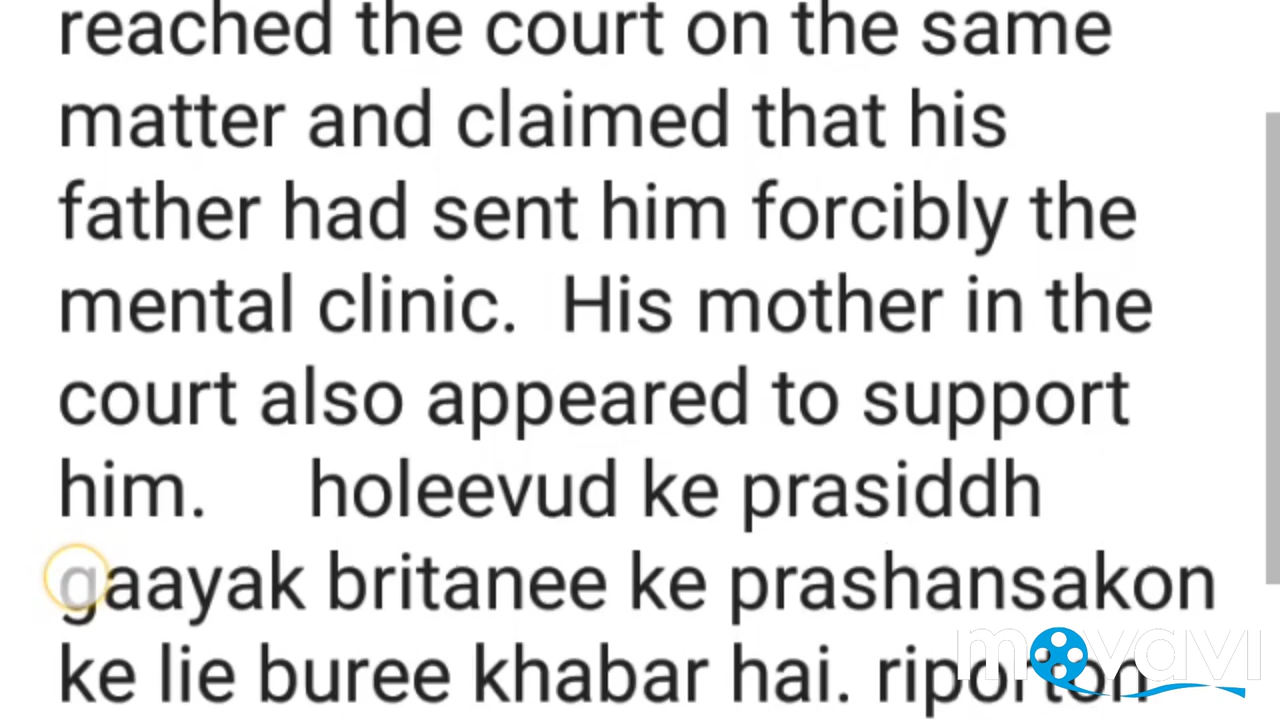 reached the court on the same
matter and claimed that his
father had sent him forcibly the
mental clinic.  His mother in the
court also appeared to support
him.     holeevud ke prasiddh
gaayak britanee ke prashansakon
ke lie buree khabar hai. riporton
movavi